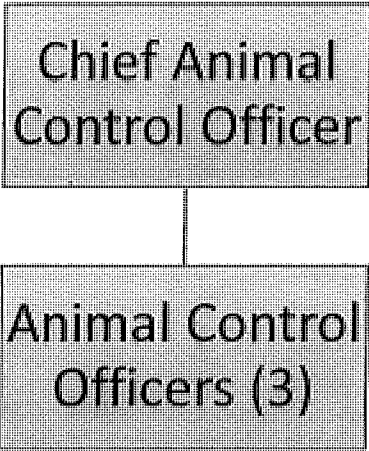 Chief Animal
Control Officer
Animal Control
Officers (3)